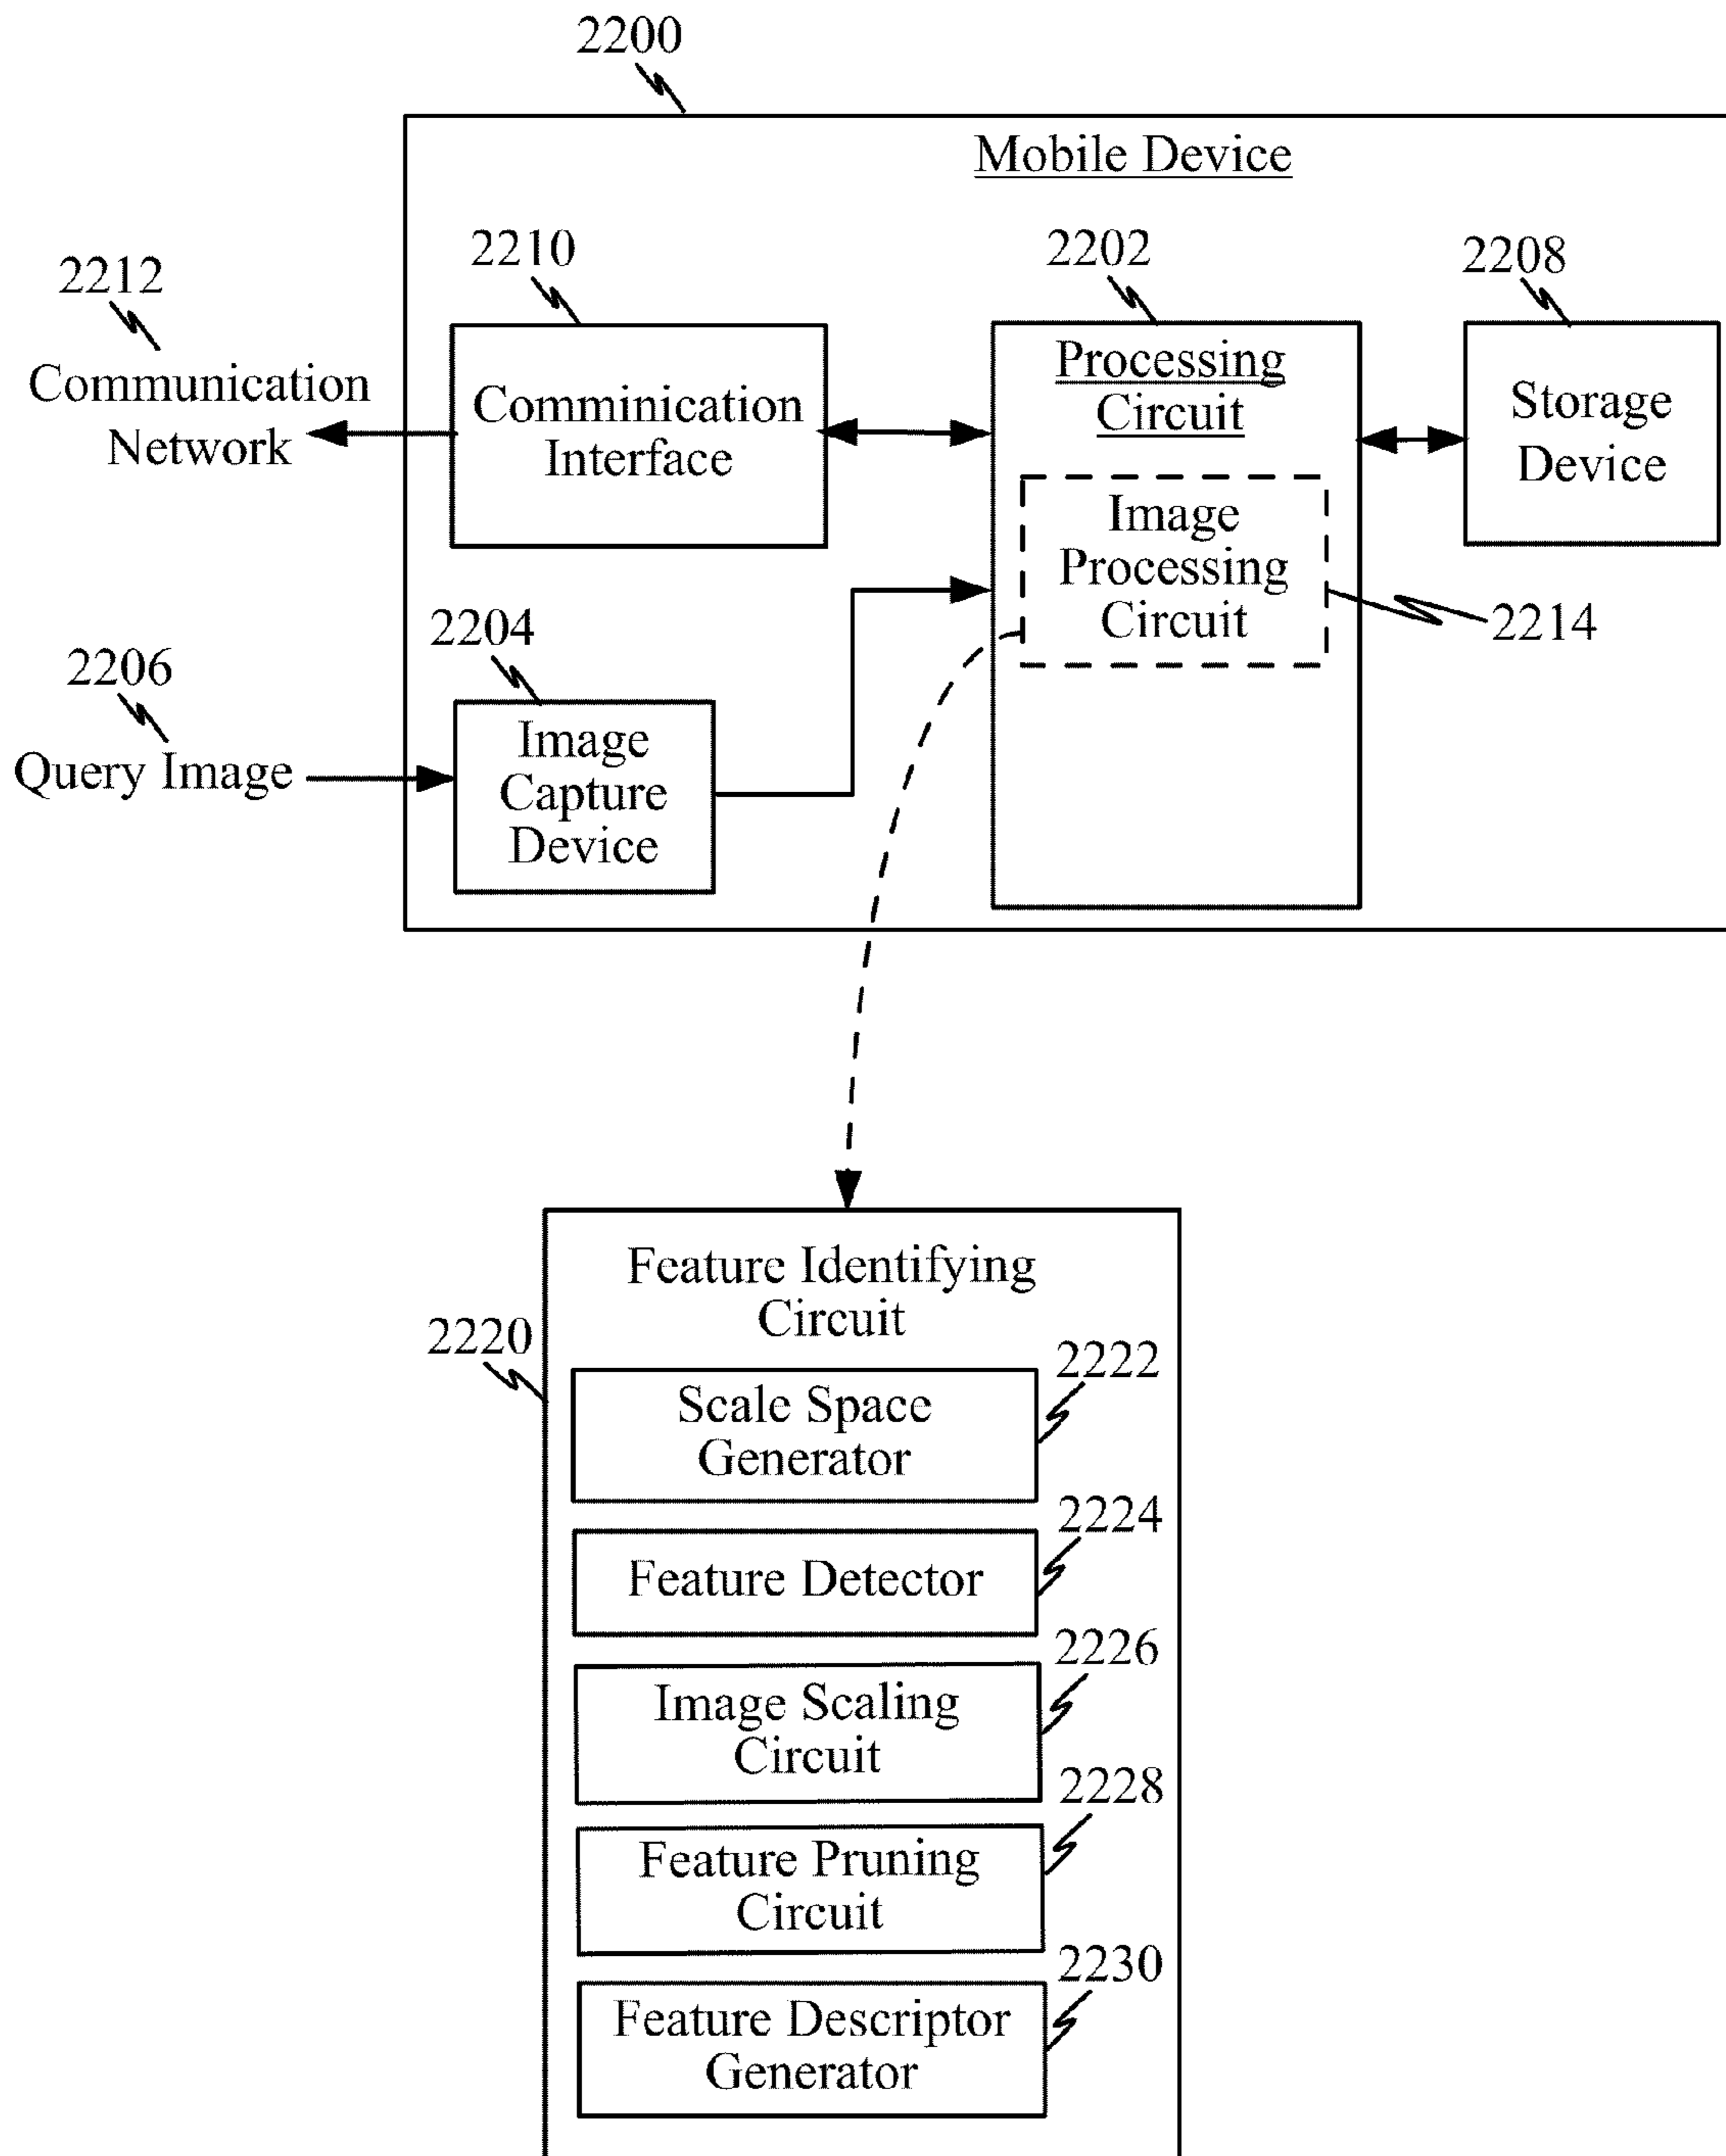 2200
Mobile Device
2210
2202
2208
2212
Communication
Network
Comminication
Interface
Processing
Circuit
Storage
Device
Image
Processing
Circuit
2214
2204
2206
Query Image
Image
Capture
Device
Feature Identifying
Circuit
2220
2222
Scale Space
Generator
2224
Feature Detector
2226
Image Scaling
Circuit
2228
Feature Pruning
Circuit
2230
Feature Descriptor
Generator